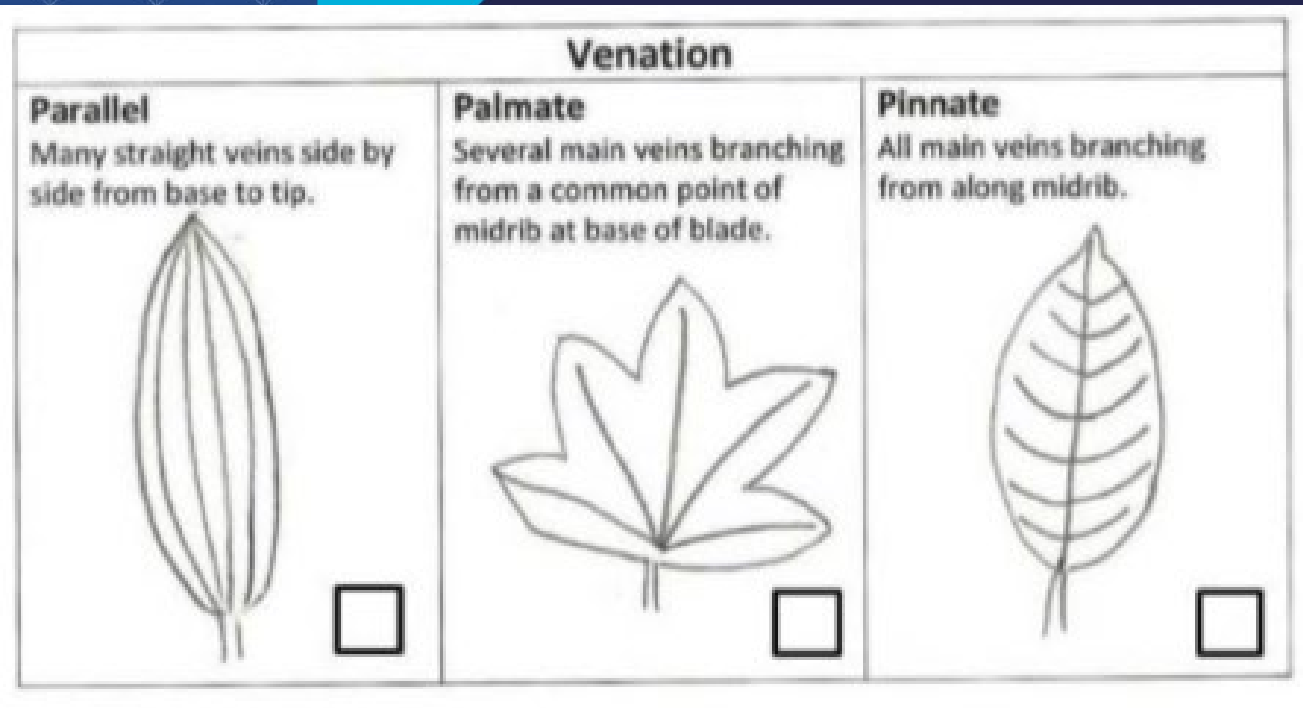 Venation
Parallel
Many straight veins side by
side from base to tip.
Palmate
Several main veins branching
from a common point of
midrib at base of blade.
Pinnate
All main veins branching
from along midrib.